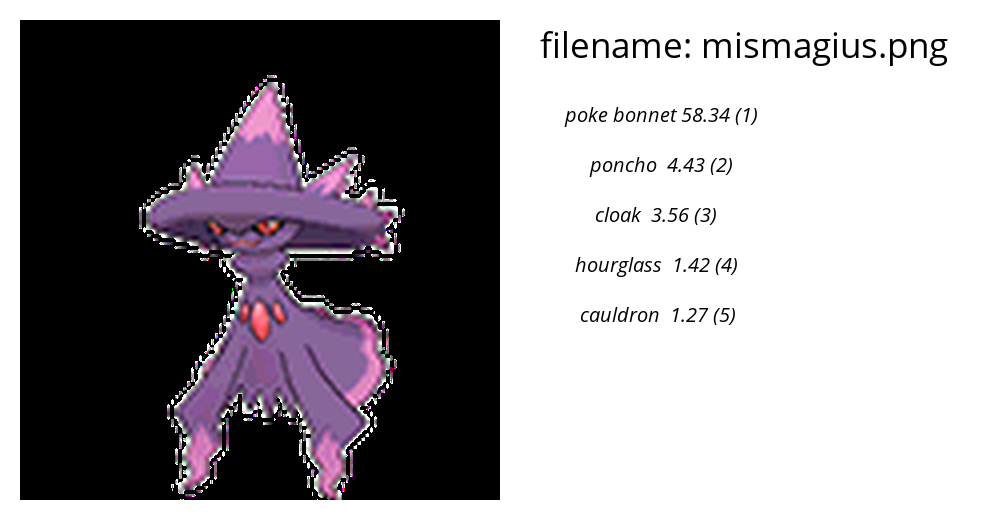 filename: mismagius.png
poke bonnet 58.34 (1)
poncho 4.43 (2)
cloak 3.56 (3)
hourglass 1.42 (4)
cauldron 1.27 (5)